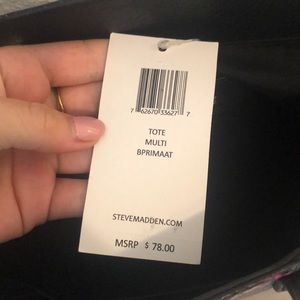 7 62670 33627 7
TOTE
MULTI
BPRIMAAT
STEVEMADDEN.COM
MSRP $ 78.00